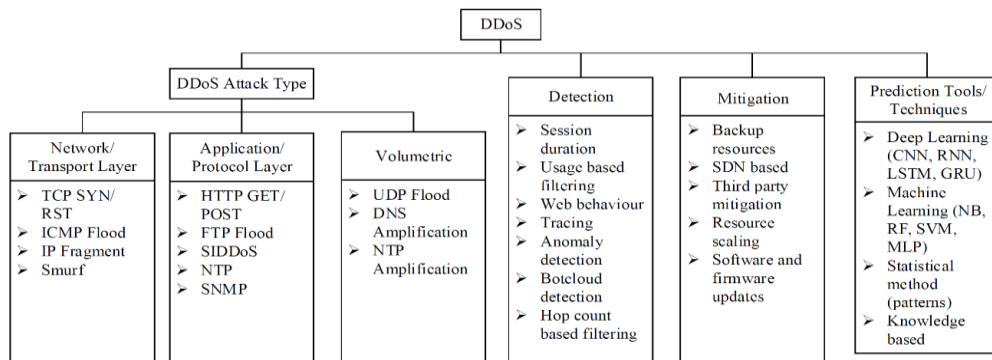 DDoS
DDoS Attack Type
Network/
Transport Layer
➢ TCP SYN/
RST
➢ ICMP Flood
➢ IP Fragment
➢ Smurf
Application/
Protocol Layer
➢ HTTP GET/
POST
➢ FTP Flood
➢ SIDDoS
➢ NTP
➢ SNMP
Volumetric
➢ UDP Flood
➢ DNS
Amplification
➢ NTP
Amplification
Detection
➢ Session
duration
➢ Usage based
filtering
➢ Web behaviour
➢ Tracing
➢ Anomaly
detection
➢ Botcloud
detection
➢ Hop count
based filtering
Mitigation
➢ Backup
resources
➢ SDN based
➢ Third party
mitigation
➢ Resource
scaling
➢ Software and
firmware
updates
Prediction Tools/
Techniques
➢ Deep Learning
(CNN, RNN,
LSTM, GRU)
➢ Machine
Learning (NB,
RF, SVM,
MLP)
➢ Statistical
method
(patterns)
➢ Knowledge
based